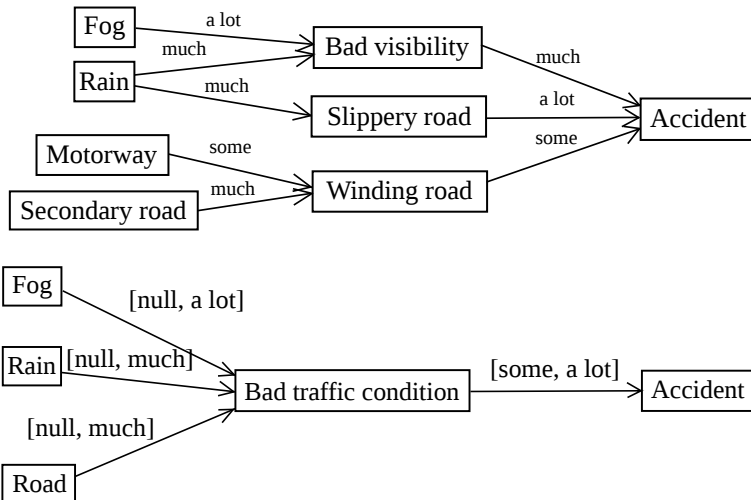 Fog
a lot
much
Bad visibility
much
Rain
much
a lot
Slippery road
Accident
Motorway
some
some
much
Winding road
Secondary road
Fog
[null, a lot]
Rain
[null, much]
[some, a lot]
Bad traffic condition
Accident
[null, much]
Road